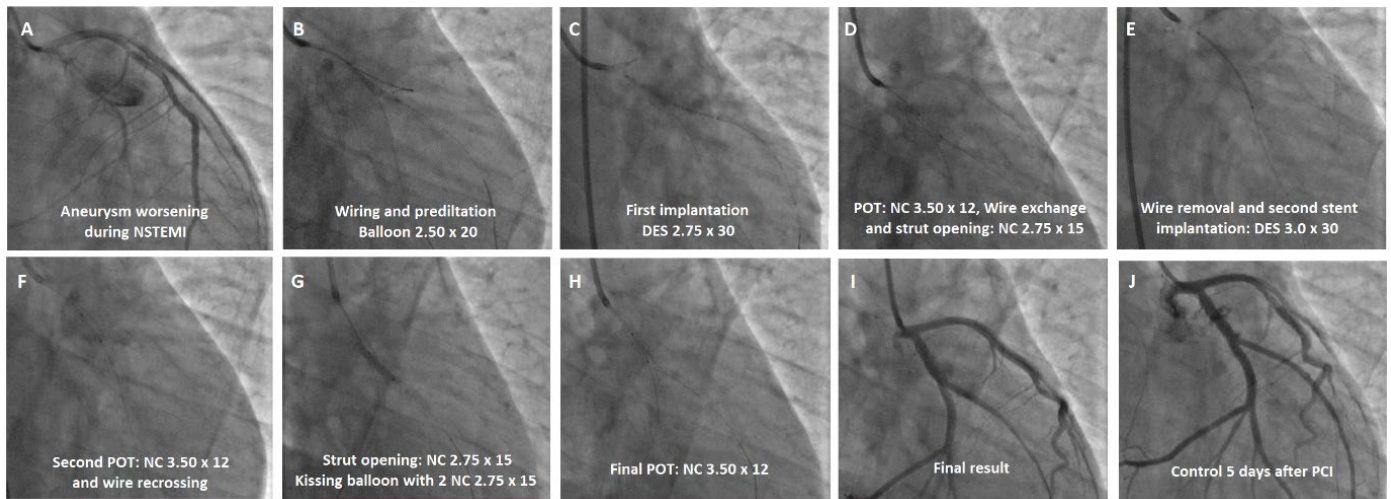 A
Aneurysm worsening
during NSTEMI
B
Wiring and prediltation
Balloon 2.50 x 20
C
First implantation
DES 2.75 x 30
D
POT: NC 3.50 x 12, Wire exchange
and strut opening: NC 2.75 x 15
E
Wire removal and second stent
implantation: DES 3.0 x 30
F
Second POT: NC 3.50 x 12
and wire recrossing
G
Strut opening: NC 2.75 x 15
Kissing balloon with 2 NC 2.75 x 15
H
Final POT: NC 3.50 x 12
I
Final result
J
Control 5 days after PCI